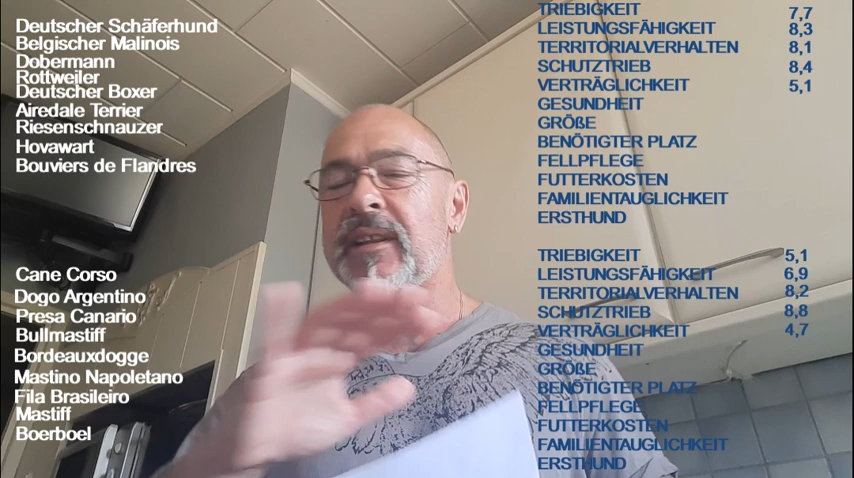 Deutscher Schäferhund
Belgischer Malinois
Dobermann
Rottweiler
Deutscher Boxer
Airedale Terrier
Riesenschnauzer
Hovawart
Bouviers de Flandres
TRIEBIGKEIT 7,7
LEISTUNGSFÄHIGKEIT 8,3
TERRITORIALVERHALTEN 8,1
SCHUTZTRIEB 8,4
VERTRÄGLICHKEIT 5,1
GESUNDHEIT
GRÖßE
BENÖTIGTER PLATZ
FELLPFLEGE
FUTTERKOSTEN
FAMILIENTAUGLICHKEIT
ERSTHUND
Cane Corso
Dogo Argentino
Presa Canario
Bullmastiff
Bordeauxdogge
Mastino Napoletano
Fila Brasileiro
Mastiff
Boerboel
TRIEBIGKEIT 5,1
LEISTUNGSFÄHIGKEIT 6,9
TERRITORIALVERHALTEN 8,2
SCHUTZTRIEB 8,8
VERTRÄGLICHKEIT 4,7
GESUNDHEIT
GRÖßE
BENÖTIGTER PLATZ
FELLPFLEGE
FUTTERKOSTEN
FAMILIENTAUGLICHKEIT
ERSTHUND